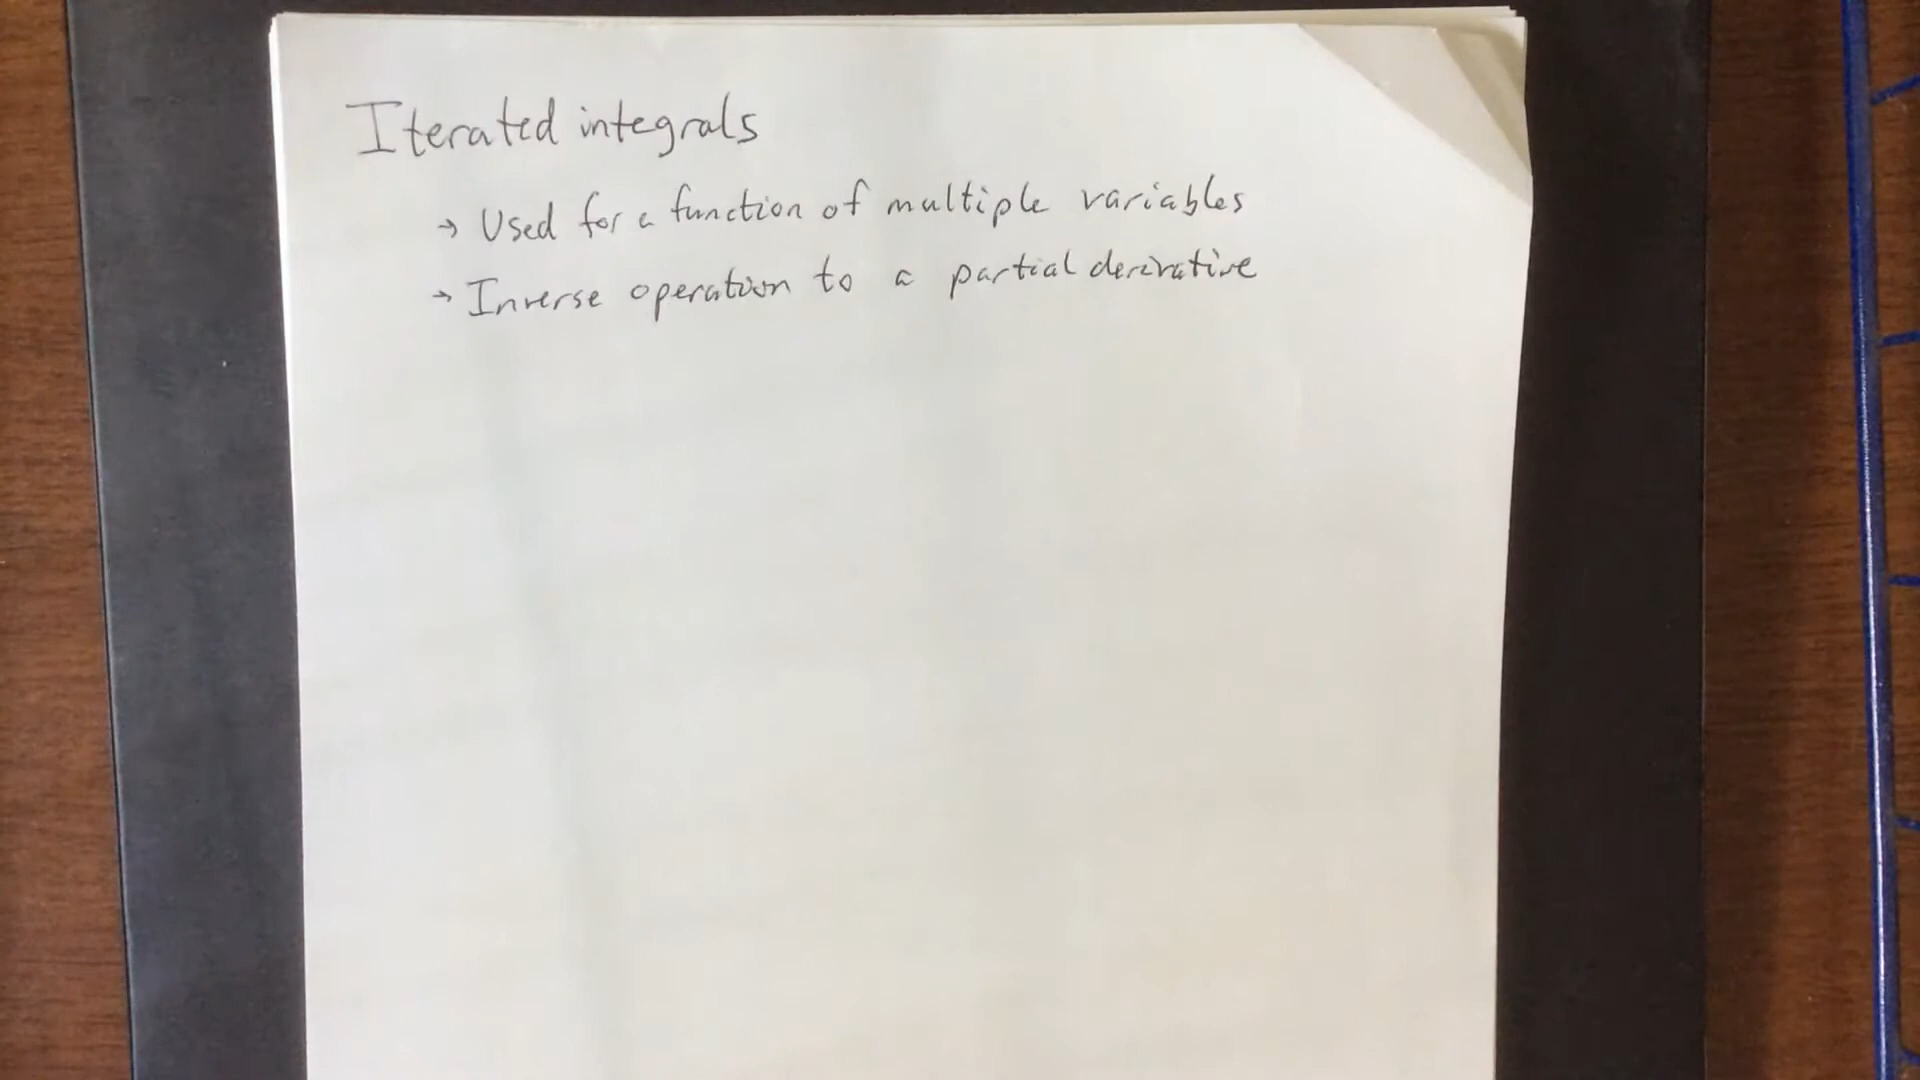 Iterated integrals
→ Used for a function of multiple variables
→ Inverse operation to a partial derivative